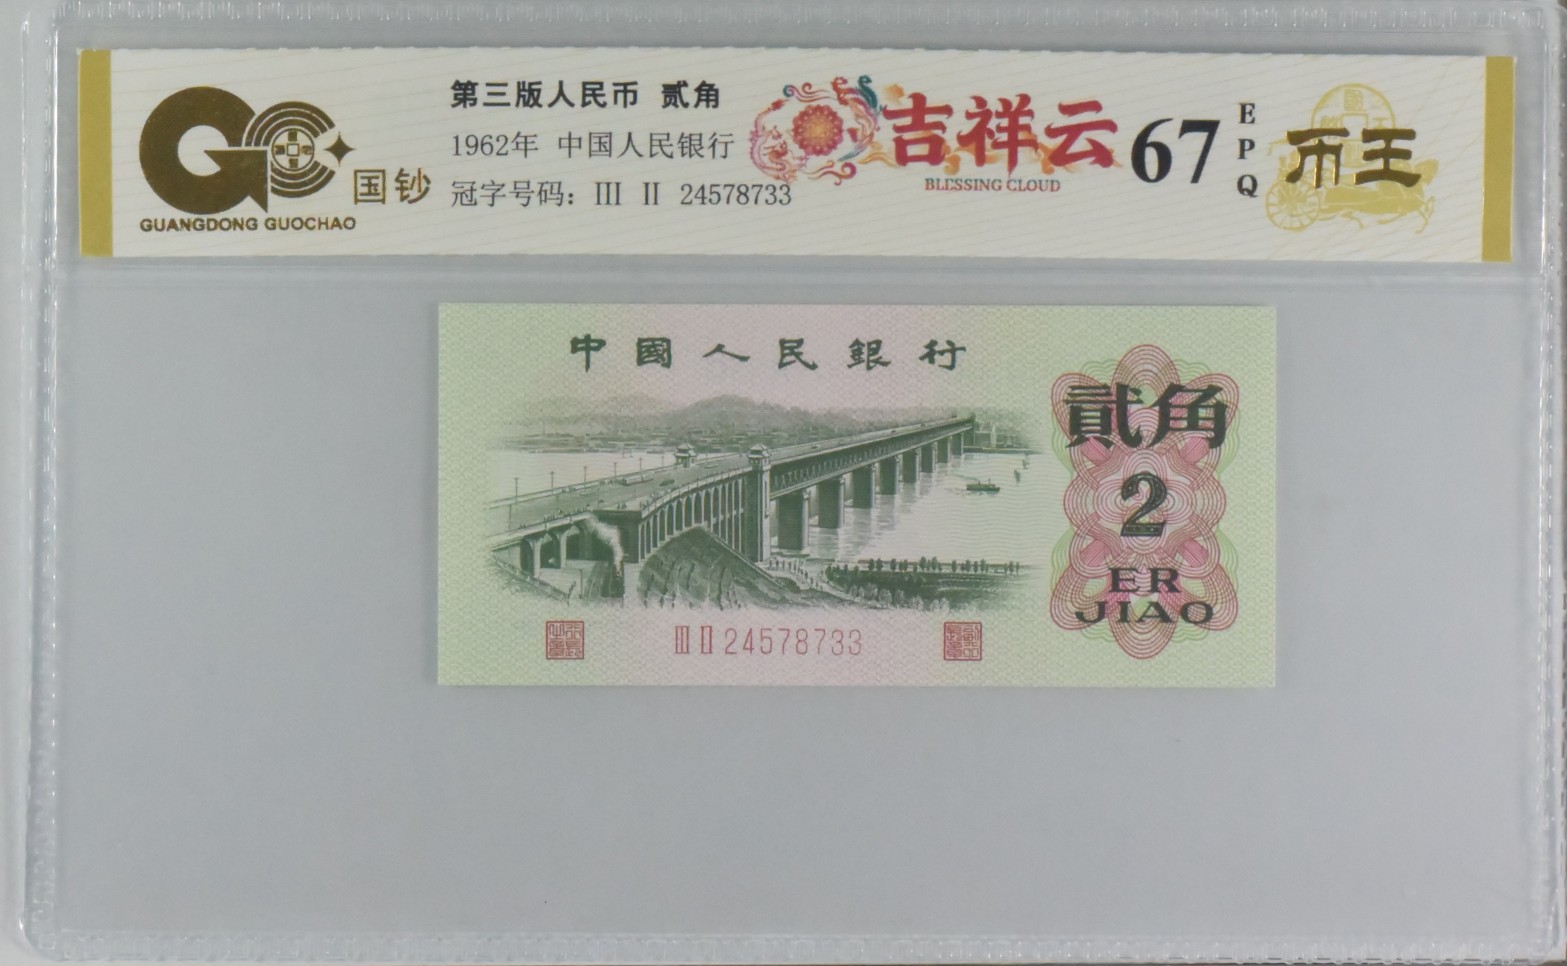 国钞
GUANGDONG GUOCHAO
第三版人民币 贰角
1962年 中国人民银行
冠字号码：Ⅲ Ⅱ 24578733
吉祥云
BLESSING CLOUD
67
EPQ
币王
中國人民銀行
貳角
2
ER
JIAO
Ⅲ Ⅱ 24578733